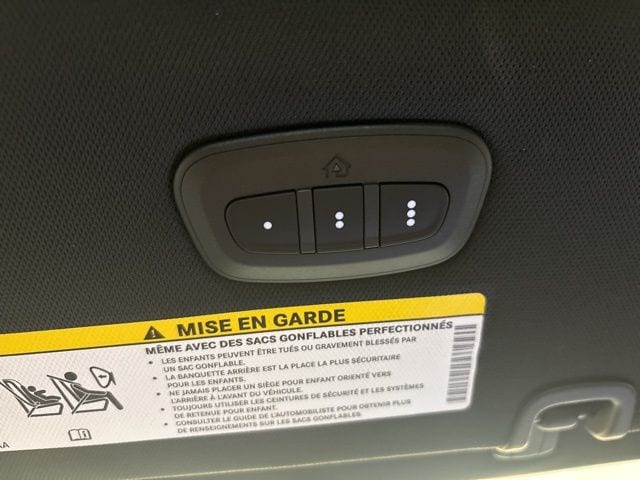 MISE EN GARDE
MÊME AVEC DES SACS GONFLABLES PERFECTIONNÉS
• LES ENFANTS PEUVENT ÊTRE TUÉS OU GRAVEMENT BLESSÉS PAR
UN SAC GONFLABLE.
• LA BANQUETTE ARRIÈRE EST LA PLACE LA PLUS SÉCURITAIRE
POUR LES ENFANTS.
• NE JAMAIS PLACER UN SIÈGE POUR ENFANT ORIENTÉ VERS
L'ARRIÈRE À L'AVANT DU VÉHICULE.
• TOUJOURS UTILISER LES CEINTURES DE SÉCURITÉ ET LES SYSTÈMES
DE RETENUE POUR ENFANT.
• CONSULTER LE GUIDE DE L'AUTOMOBILISTE POUR OBTENIR PLUS
DE RENSEIGNEMENTS SUR LES SACS GONFLABLES.
AA